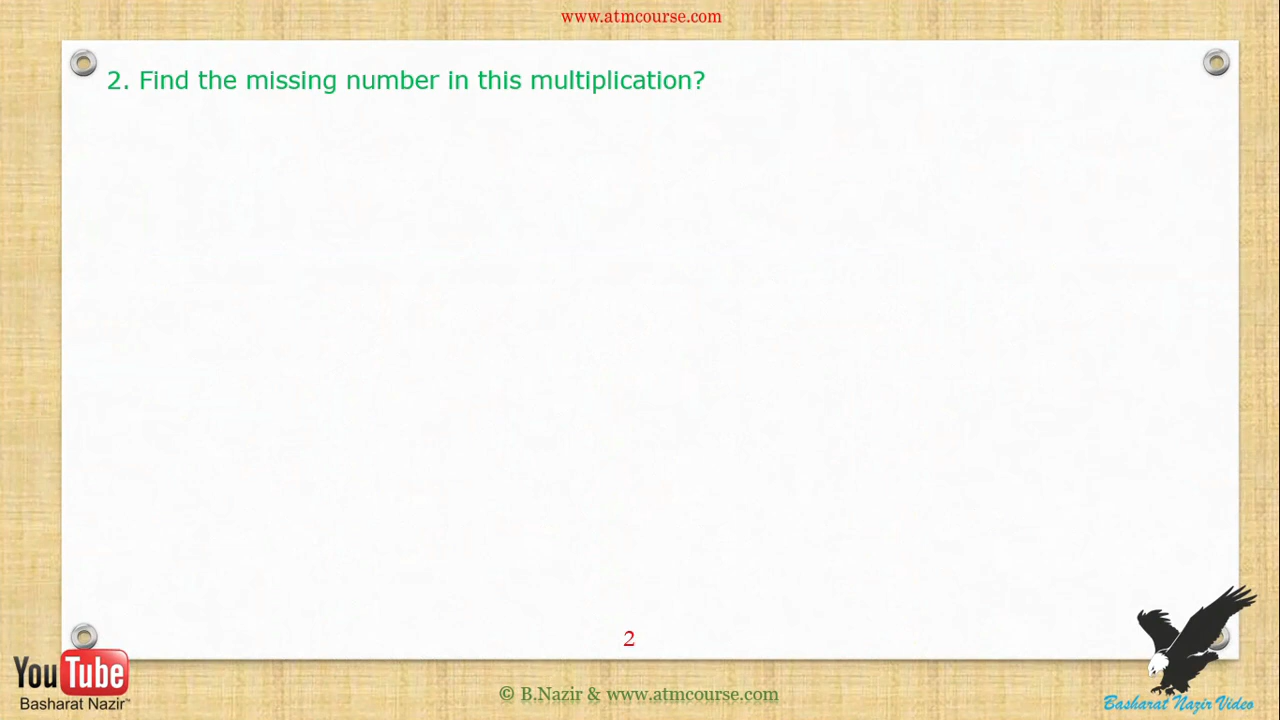 www.atmcourse.com
2. Find the missing number in this multiplication?
2
YouTube
Basharat Nazir™
© B.Nazir & www.atmcourse.com
Basharat Nazir Video